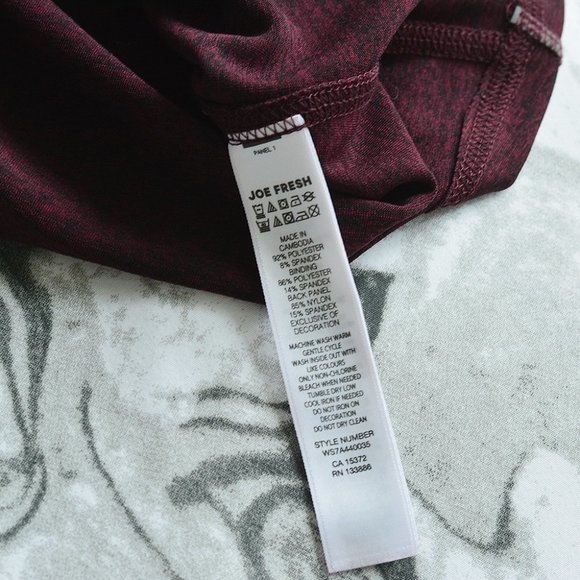 PANEL 1
JOE FRESH
MADE IN
CAMBODIA
92% POLYESTER
8% SPANDEX
BINDING
86% POLYESTER
14% SPANDEX
BACK PANEL
85% NYLON
15% SPANDEX
EXCLUSIVE OF
DECORATION
MACHINE WASH WARM
GENTLE CYCLE
WASH INSIDE OUT WITH
LIKE COLOURS
ONLY NON-CHLORINE
BLEACH WHEN NEEDED
TUMBLE DRY LOW
COOL IRON IF NEEDED
DO NOT IRON ON
DECORATION
DO NOT DRY CLEAN
STYLE NUMBER
WS7A440035
CA 15372
RN 133886